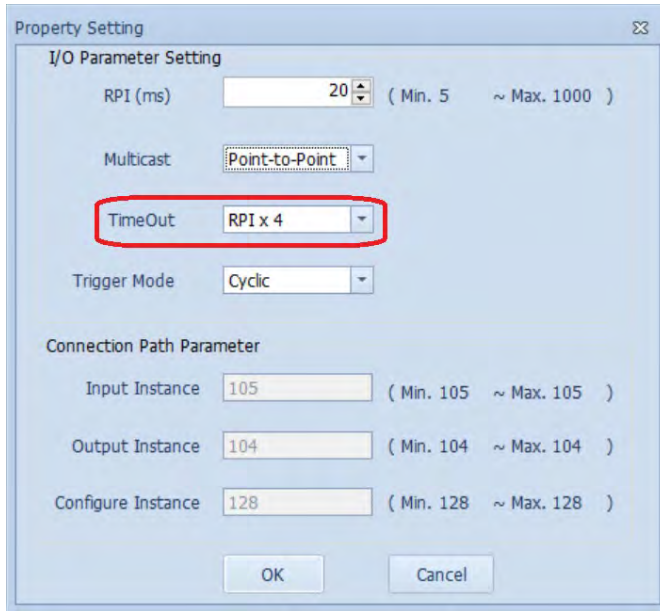 Property Setting
I/O Parameter Setting
RPI (ms) 20 ( Min. 5 ~ Max. 1000 )
Multicast Point-to-Point
TimeOut RPI x 4
Trigger Mode Cyclic
Connection Path Parameter
Input Instance 105 ( Min. 105 ~ Max. 105 )
Output Instance 104 ( Min. 104 ~ Max. 104 )
Configure Instance 128 ( Min. 128 ~ Max. 128 )
OK Cancel